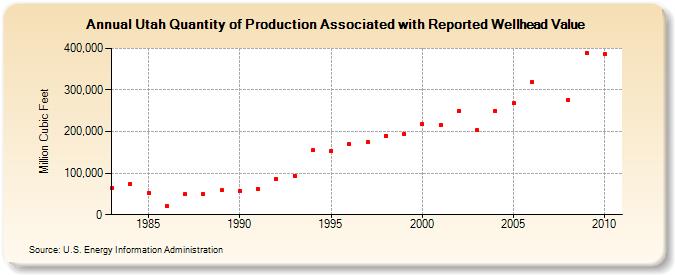 Annual Utah Quantity of Production Associated with Reported Wellhead Value
Million Cubic Feet
400,000
300,000
200,000
100,000
0
1985 1990 1995 2000 2005 2010
Source: U.S. Energy Information Administration